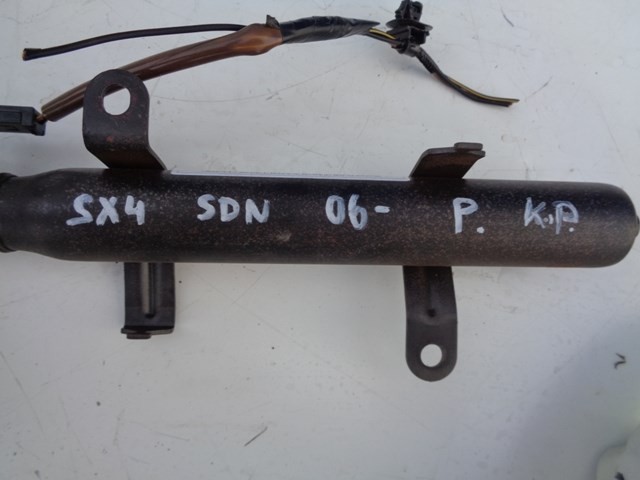 SX4 SDN 06- P. K.P.